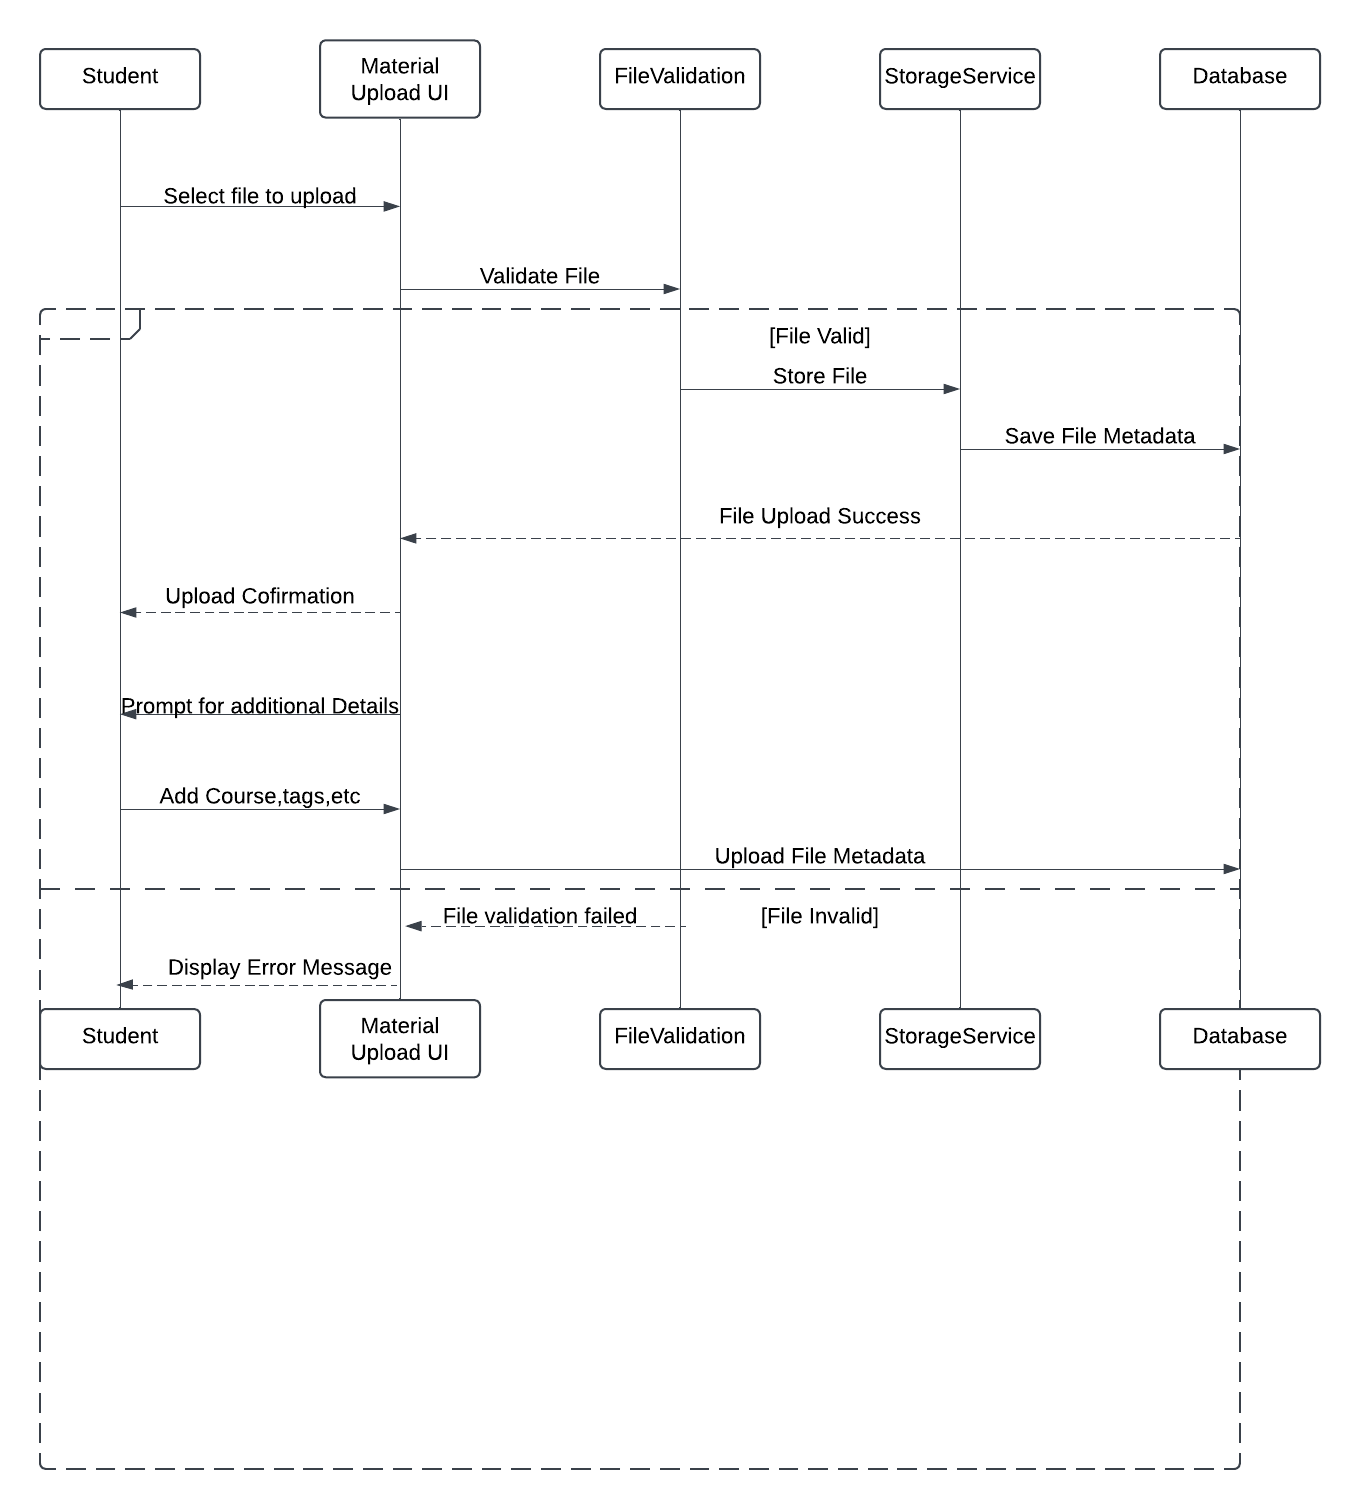 Student
Material
Upload UI
FileValidation
StorageService
Database
Select file to upload
Validate File
[File Valid]
Store File
Save File Metadata
File Upload Success
Upload Cofirmation
Prompt for additional Details
Add Course,tags,etc
Upload File Metadata
File validation failed
[File Invalid]
Display Error Message
Student
Material
Upload UI
FileValidation
StorageService
Database